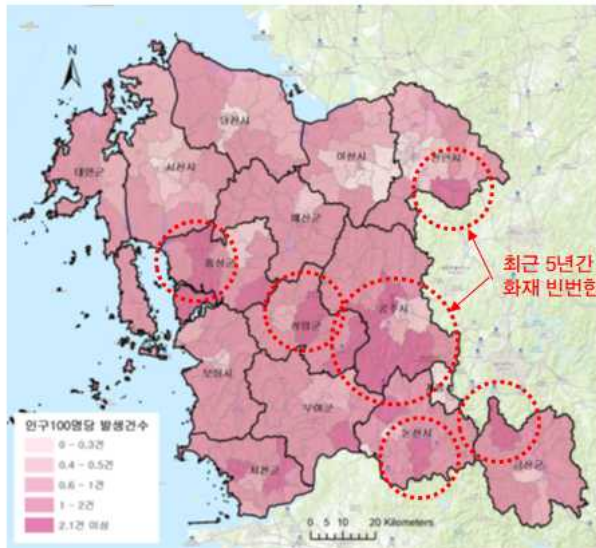 N
당진시
아산시
천안시
서산시
태안군
예산군
홍성군
공주시
청양군
보령시
부여군
논산시
서천군
금산군
최근 5년간
화재 빈번한
인구100명당 발생건수
0 - 0.3건
0.4 - 0.5건
0.6 - 1건
1 - 2건
2.1건 이상
0 5 10 20 Kilometers